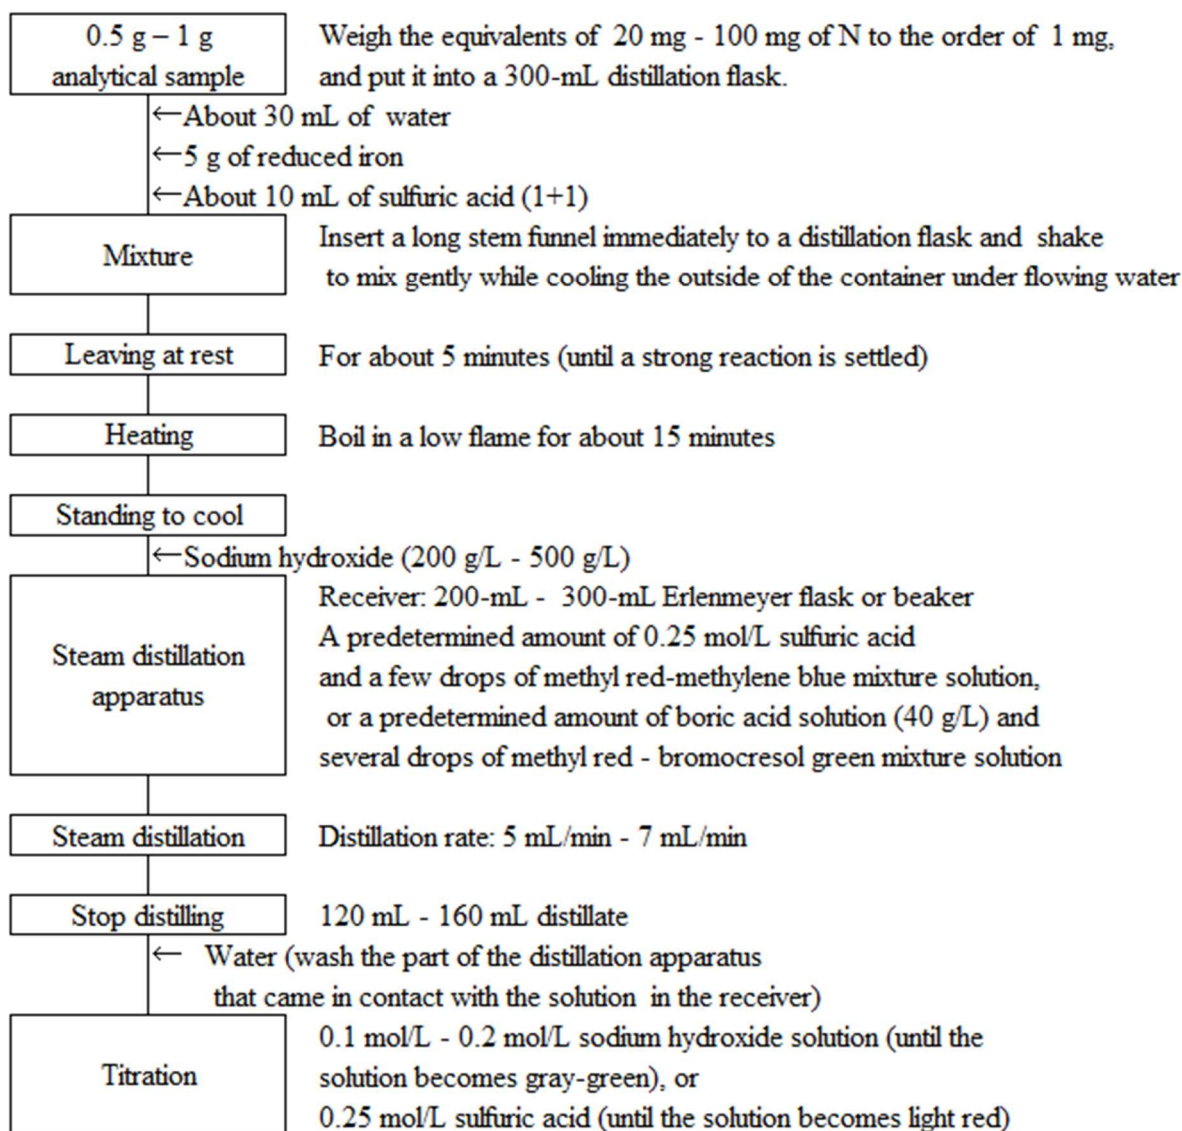 0.5 g – 1 g
analytical sample
Weigh the equivalents of 20 mg - 100 mg of N to the order of 1 mg,
and put it into a 300-mL distillation flask.
←About 30 mL of water
←5 g of reduced iron
←About 10 mL of sulfuric acid (1+1)
Mixture
Insert a long stem funnel immediately to a distillation flask and shake
to mix gently while cooling the outside of the container under flowing water
Leaving at rest
For about 5 minutes (until a strong reaction is settled)
Heating
Boil in a low flame for about 15 minutes
Standing to cool
←Sodium hydroxide (200 g/L - 500 g/L)
Steam distillation
apparatus
Receiver: 200-mL - 300-mL Erlenmeyer flask or beaker
A predetermined amount of 0.25 mol/L sulfuric acid
and a few drops of methyl red-methylene blue mixture solution,
or a predetermined amount of boric acid solution (40 g/L) and
several drops of methyl red - bromocresol green mixture solution
Steam distillation
Distillation rate: 5 mL/min - 7 mL/min
Stop distilling
120 mL - 160 mL distillate
← Water (wash the part of the distillation apparatus
that came in contact with the solution in the receiver)
Titration
0.1 mol/L - 0.2 mol/L sodium hydroxide solution (until the
solution becomes gray-green), or
0.25 mol/L sulfuric acid (until the solution becomes light red)